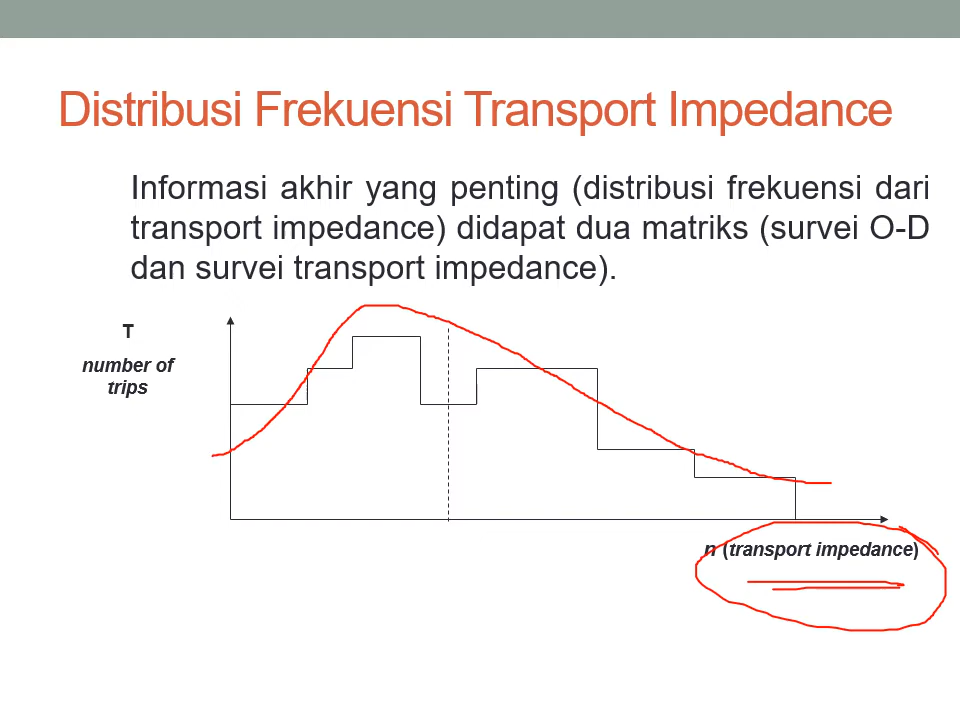 Distribusi Frekuensi Transport Impedance
Informasi akhir yang penting (distribusi frekuensi dari
transport impedance) didapat dua matriks (survei O-D
dan survei transport impedance).
T
number of
trips
n (transport impedance)